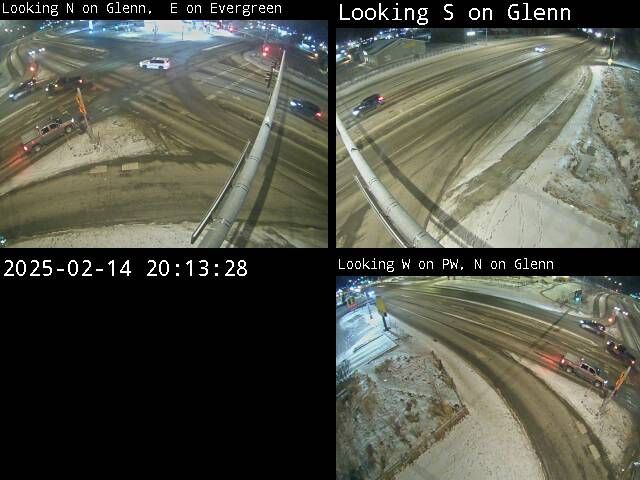 Looking N on Glenn, E on Evergreen
Looking S on Glenn
2025-02-14 20:13:28
Looking W on PW, N on Glenn